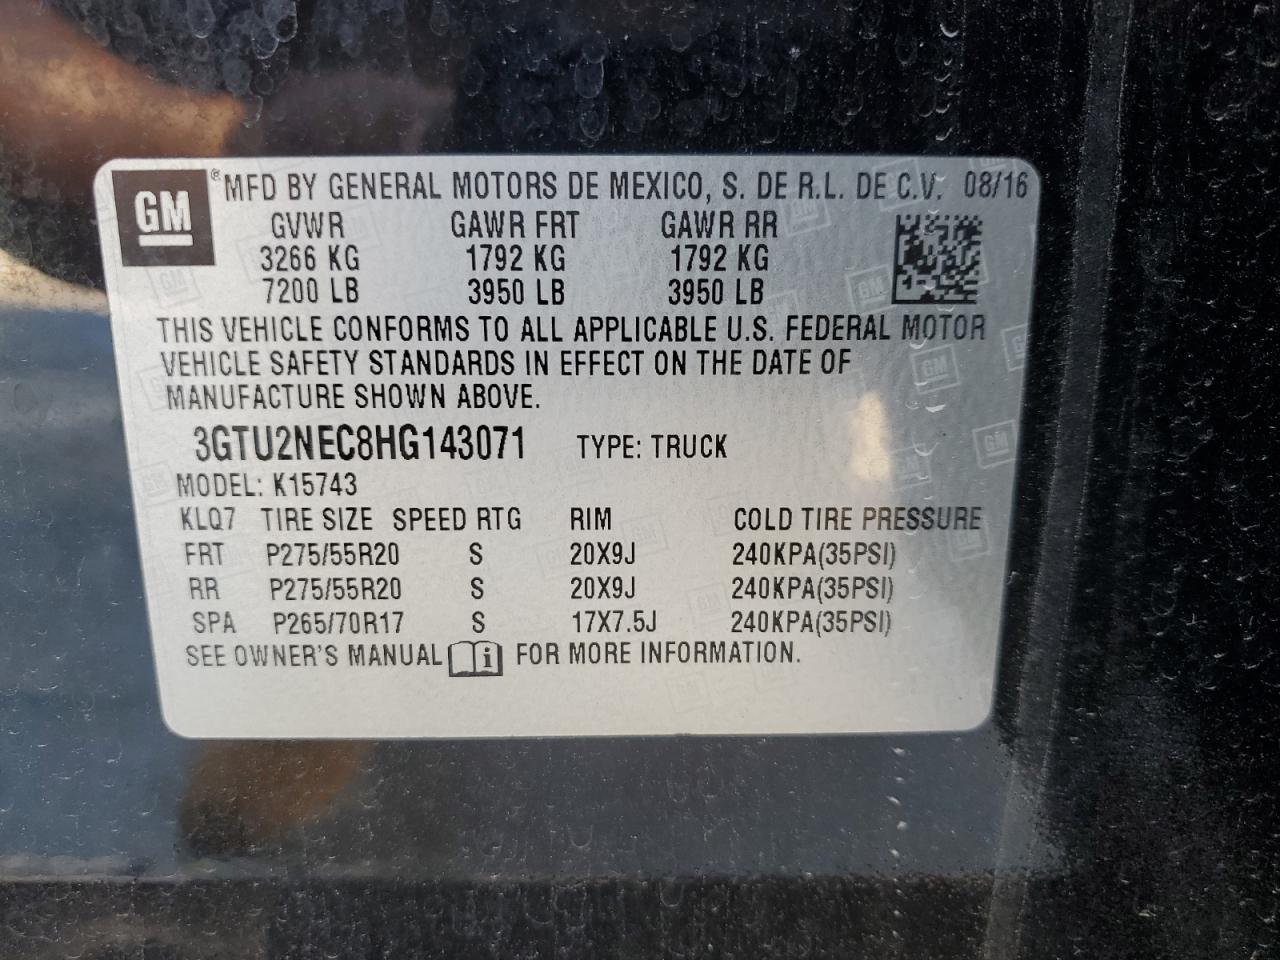 GM ® MFD BY GENERAL MOTORS DE MEXICO, S. DE R.L. DE C.V. 08/16
GVWR GAWR FRT GAWR RR
3266 KG 1792 KG 1792 KG
7200 LB 3950 LB 3950 LB
THIS VEHICLE CONFORMS TO ALL APPLICABLE U.S. FEDERAL MOTOR
VEHICLE SAFETY STANDARDS IN EFFECT ON THE DATE OF
MANUFACTURE SHOWN ABOVE.
3GTU2NEC8HG143071 TYPE: TRUCK
MODEL: K15743
KLQ7 TIRE SIZE SPEED RTG RIM COLD TIRE PRESSURE
FRT P275/55R20 S 20X9J 240KPA(35PSI)
RR P275/55R20 S 20X9J 240KPA(35PSI)
SPA P265/70R17 S 17X7.5J 240KPA(35PSI)
SEE OWNER'S MANUAL i FOR MORE INFORMATION.